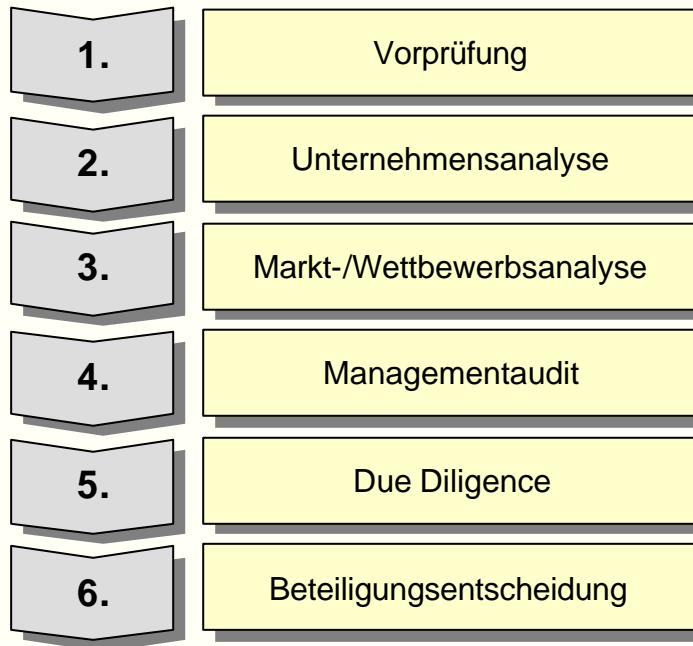 1. Vorprüfung
2. Unternehmensanalyse
3. Markt-/Wettbewerbsanalyse
4. Managementaudit
5. Due Diligence
6. Beteiligungsentscheidung